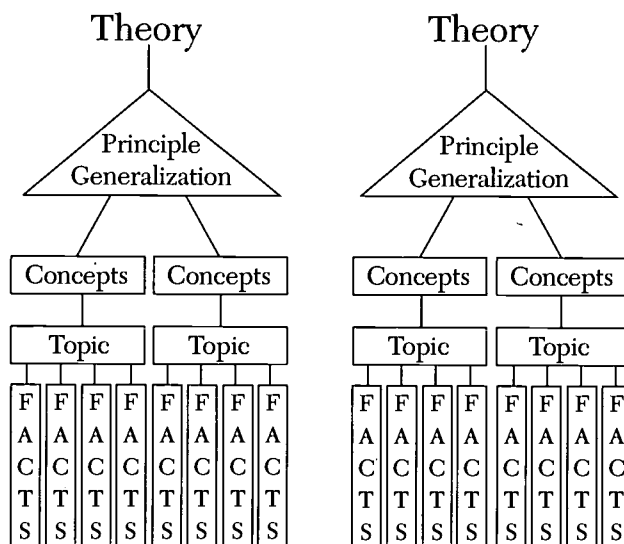 Theory Theory
Principle Principle
Generalization Generalization
Concepts Concepts Concepts Concepts
Topic Topic Topic Topic
F F F F F F F F F F F F F F F F
A A A A A A A A A A A A A A A A
C C C C C C C C C C C C C C C C
T T T T T T T T T T T T T T T T
S S S S S S S S S S S S S S S S